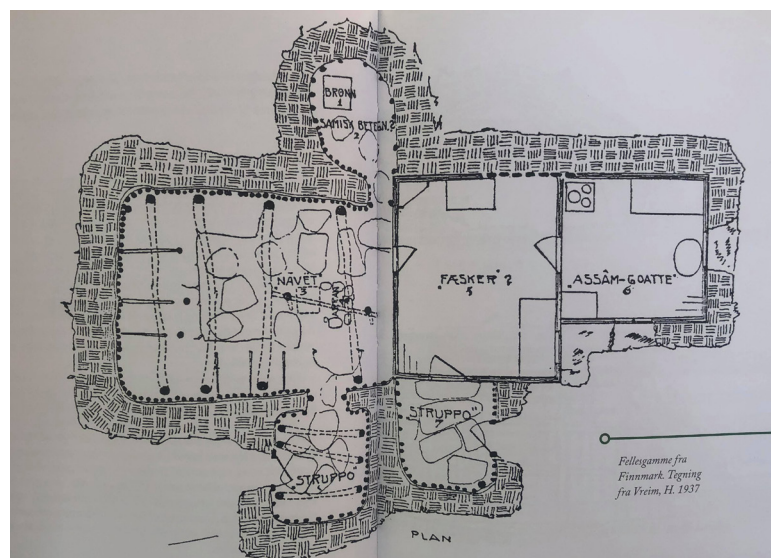 BRØNN
1
SAMISK BETEGN.?
2
NAVET
3
„FÆSKER” ?
5
„ASSÂM-GOATTE”
6
STRUPPO”
7
„STRUPPO”
PLAN
Fellesgamme fra
Finnmark. Tegning
fra Vreim, H. 1937